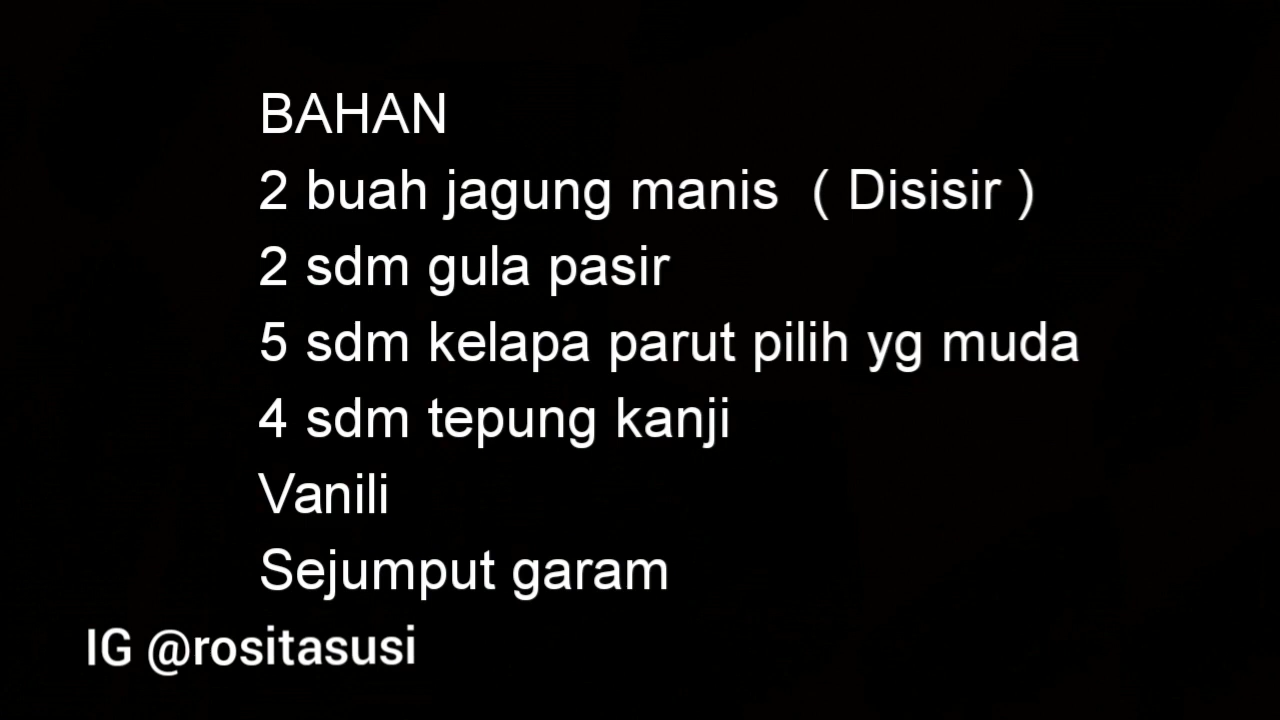 BAHAN
2 buah jagung manis ( Disisir )
2 sdm gula pasir
5 sdm kelapa parut pilih yg muda
4 sdm tepung kanji
Vanili
Sejumput garam
IG @rositasusi